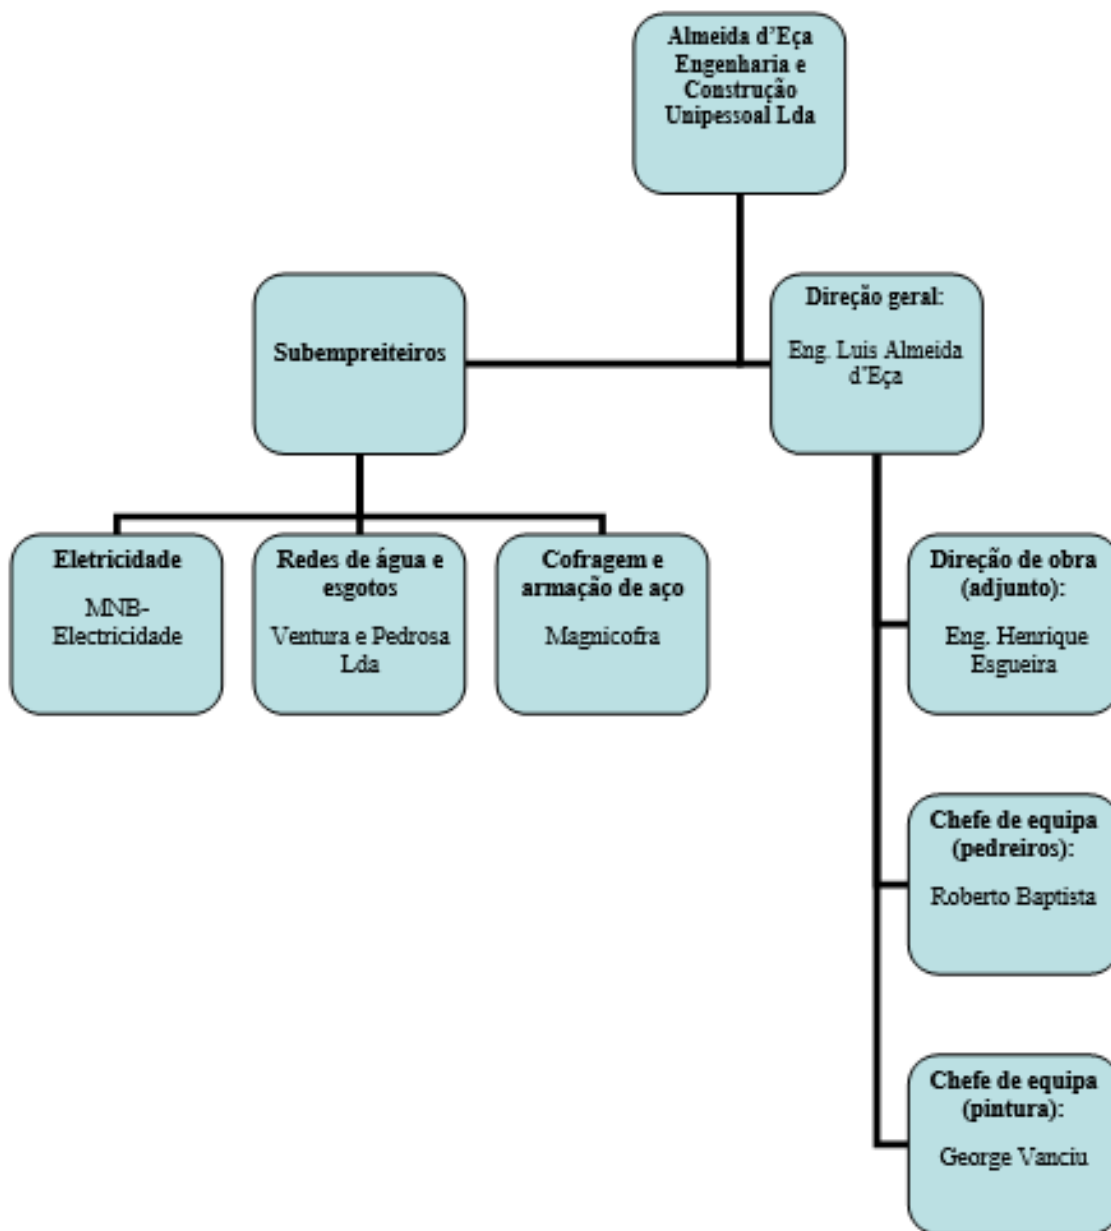 Almeida d'Eça
Engenharia e
Construção
Unipessoal Lda
Subempreiteiros
Direção geral:
Eng. Luis Almeida
d'Eça
Eletricidade
MNB-
Electricidade
Redes de água e
esgotos
Ventura e Pedrosa
Lda
Cofragem e
armação de aço
Magnicofra
Direção de obra
(adjunto):
Eng. Henrique
Esgueira
Chefe de equipa
(pedreiros):
Roberto Baptista
Chefe de equipa
(pintura):
George Vanciu